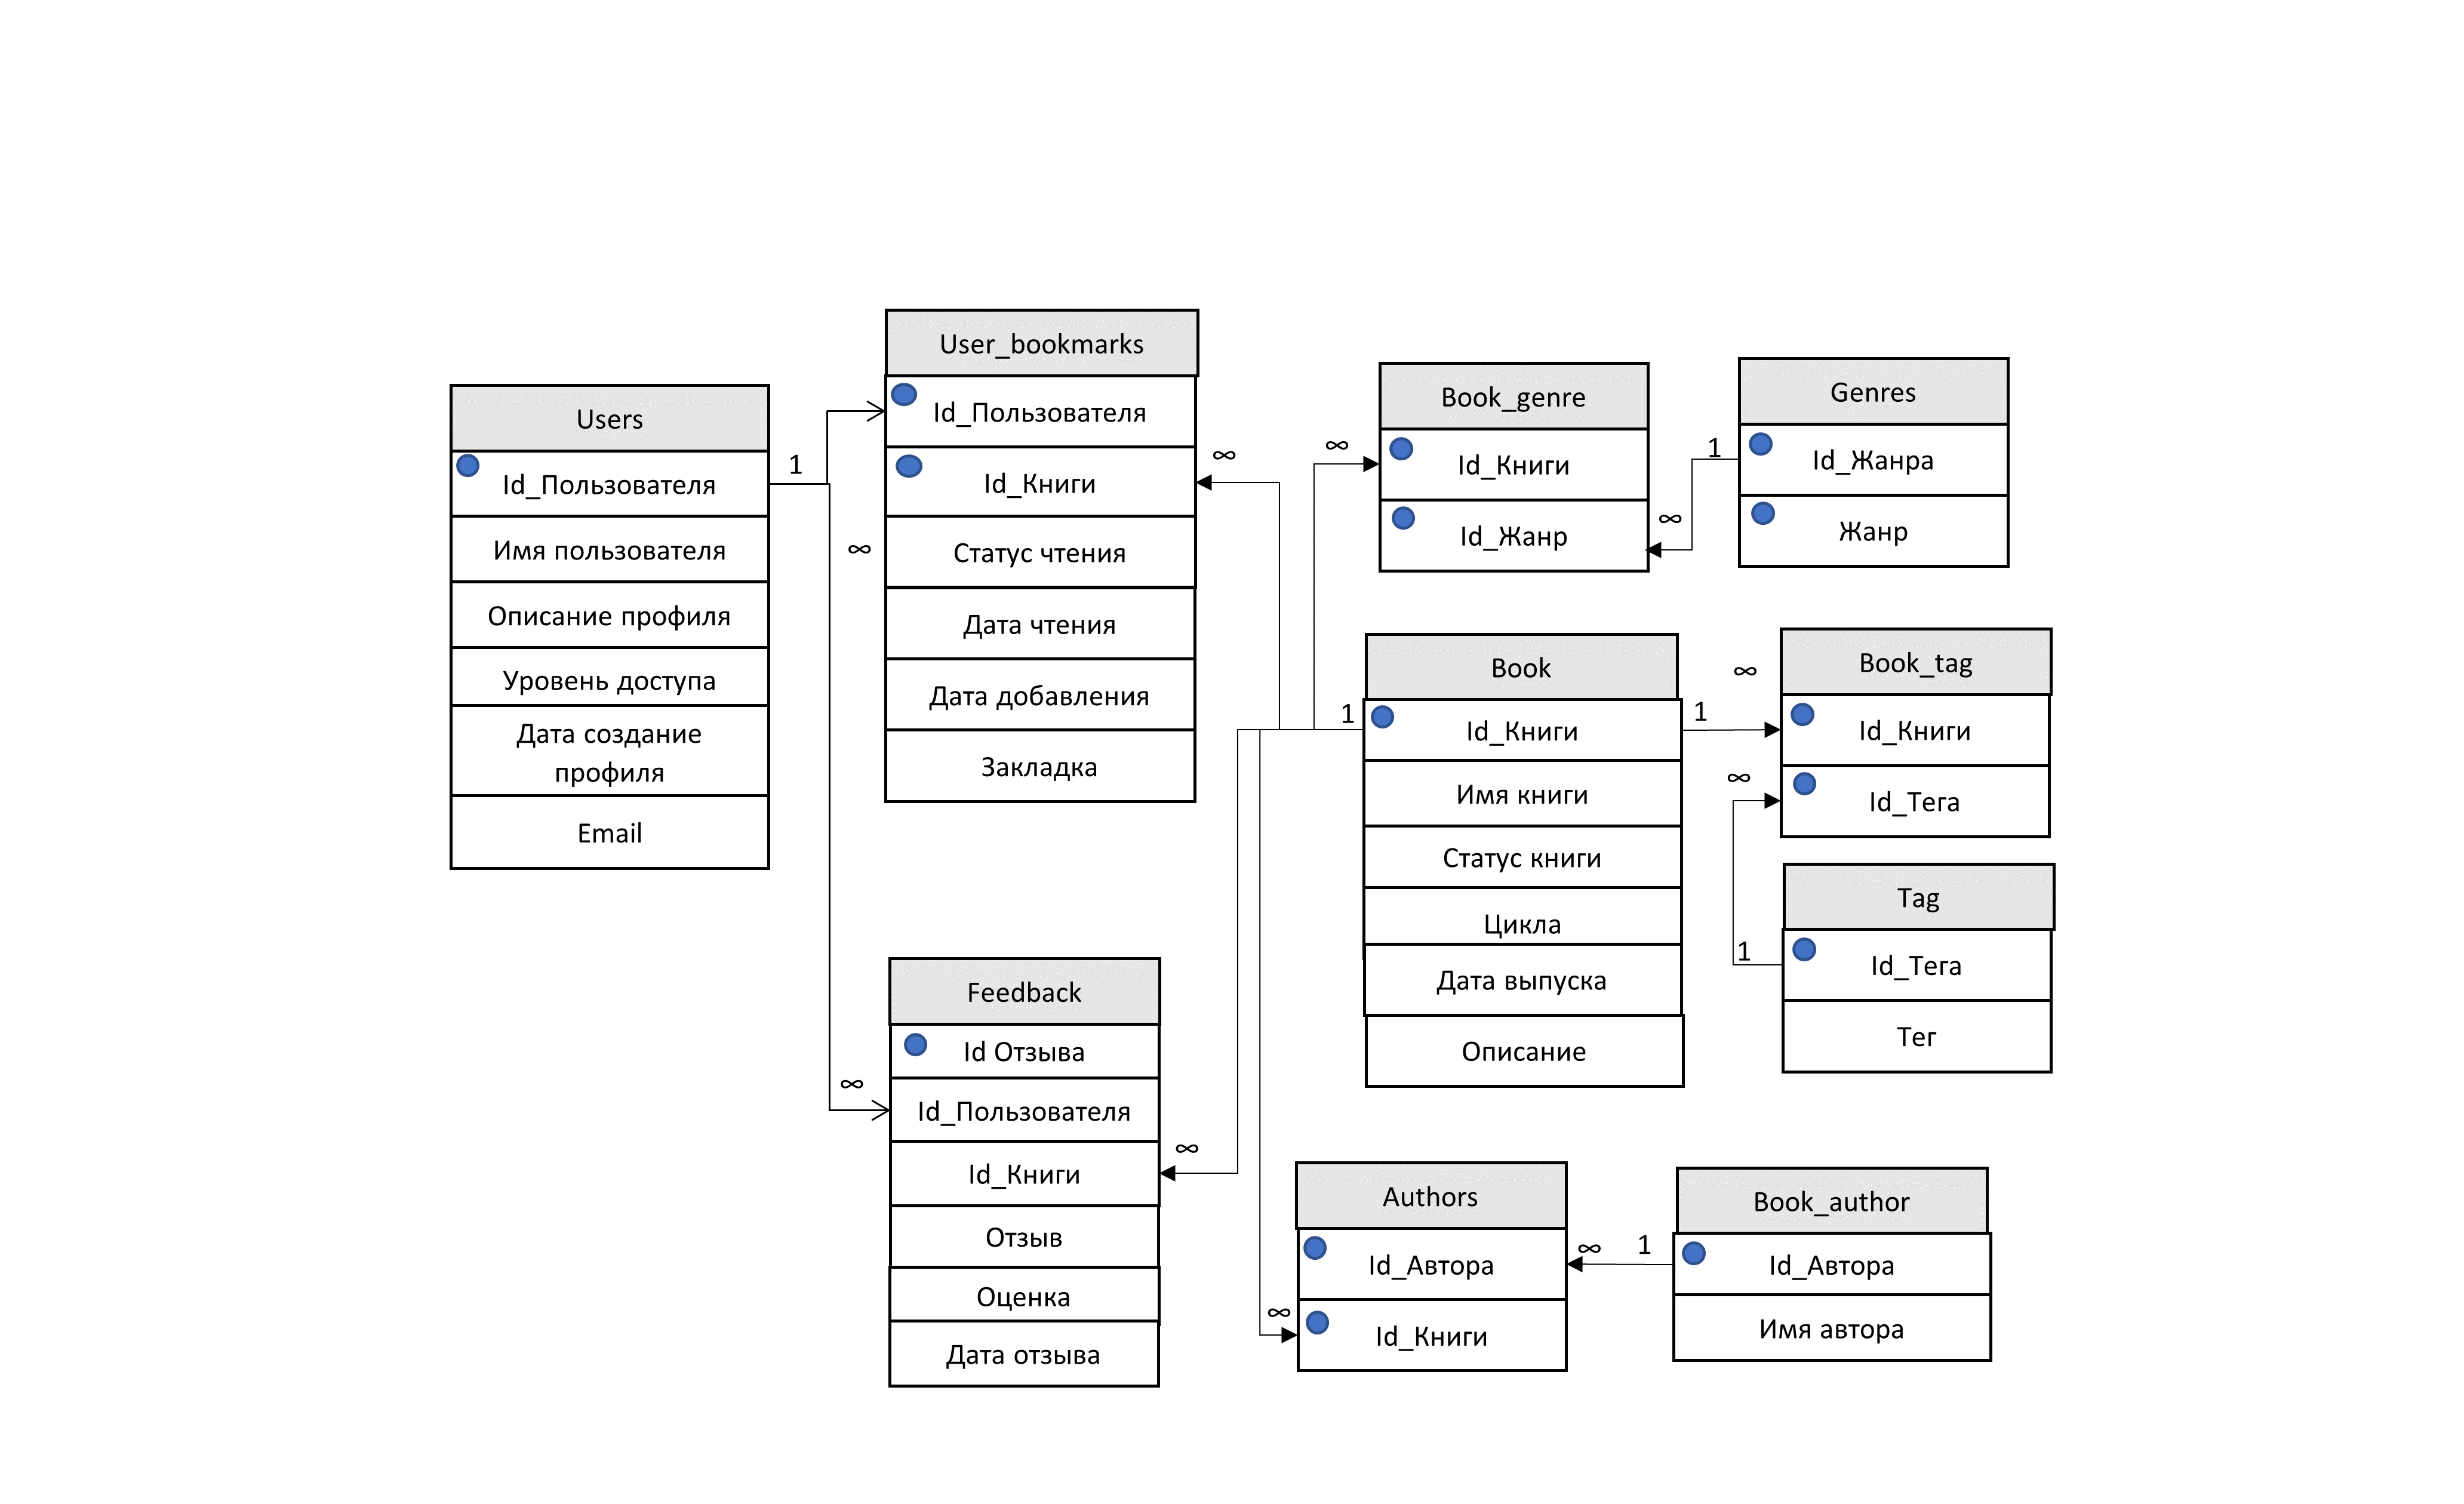 Users
Id_Пользователя
Имя пользователя
Описание профиля
Уровень доступа
Дата создание
профиля
Email
1
∞
User_bookmarks
Id_Пользователя
Id_Книги
Статус чтения
Дата чтения
Дата добавления
Закладка
∞
∞
Feedback
Id Отзыва
Id_Пользователя
Id_Книги
Отзыв
Оценка
Дата отзыва
∞
∞
Book_genre
Id_Книги
Id_Жанр
∞
1
Genres
Id_Жанра
Жанр
1
Book
Id_Книги
Имя книги
Статус книги
Цикла
Дата выпуска
Описание
1
∞
Book_tag
Id_Книги
Id_Тега
∞
1
Tag
Id_Тега
Тег
∞
Authors
Id_Автора
Id_Книги
∞
1
Book_author
Id_Автора
Имя автора